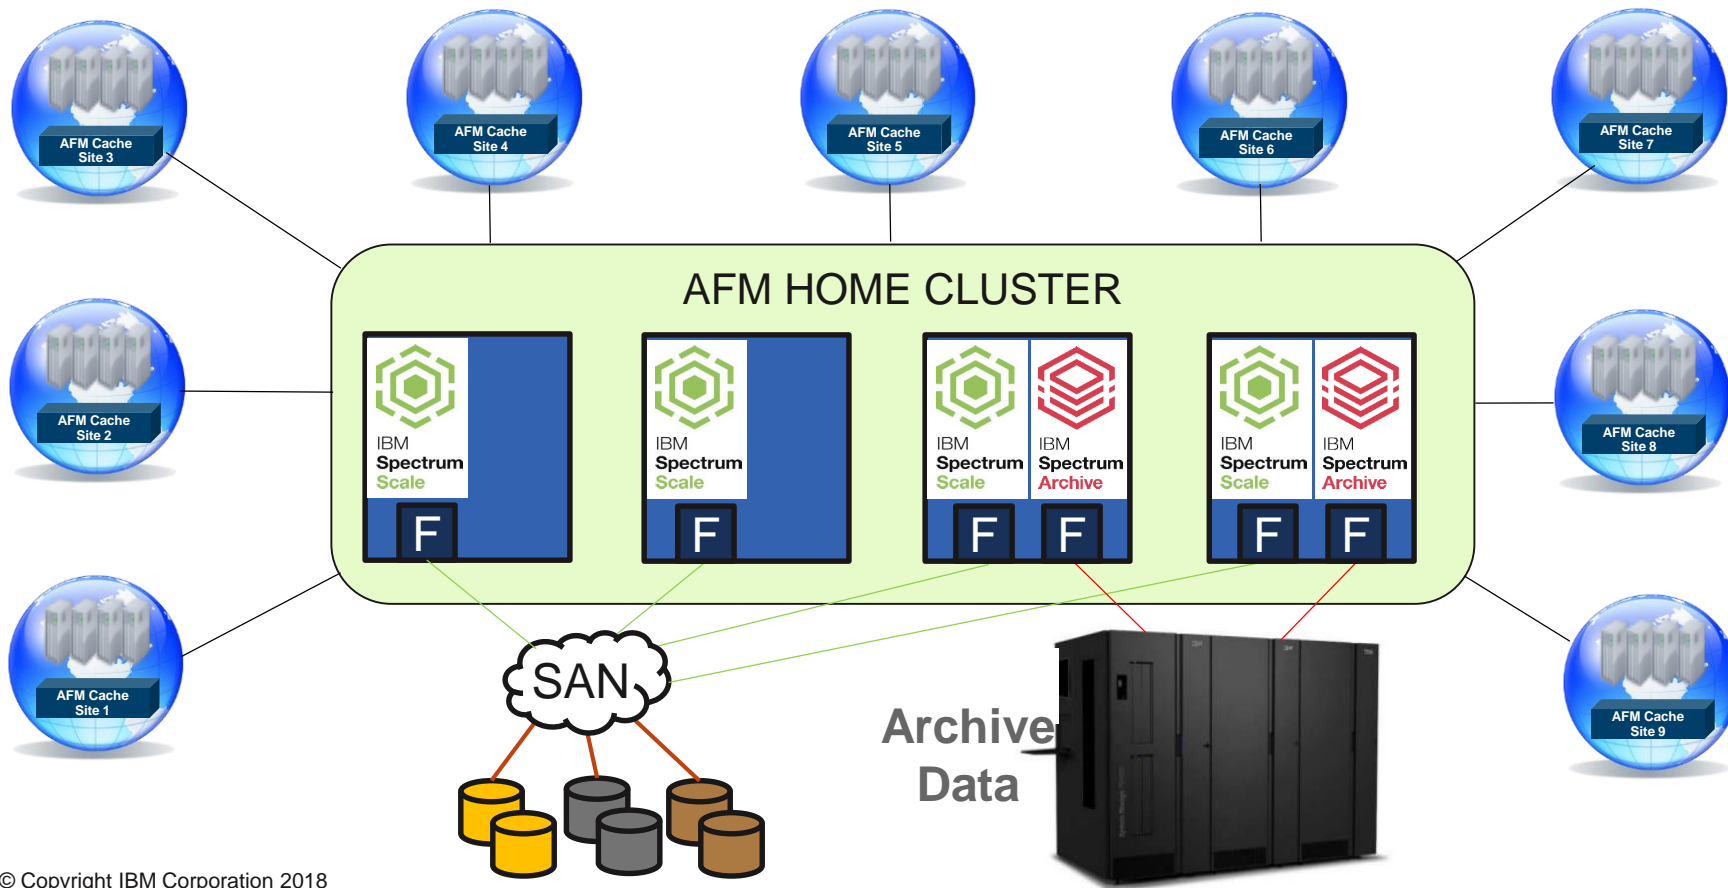 AFM Cache
Site 3
AFM Cache
Site 4
AFM Cache
Site 5
AFM Cache
Site 6
AFM Cache
Site 7
AFM HOME CLUSTER
AFM Cache
Site 2
IBM
Spectrum
Scale
F
IBM
Spectrum
Scale
F
IBM
Spectrum
Scale
F
IBM
Spectrum
Archive
F
IBM
Spectrum
Scale
F
IBM
Spectrum
Archive
F
AFM Cache
Site 8
AFM Cache
Site 1
SAN
Archive
Data
AFM Cache
Site 9
© Copyright IBM Corporation 2018